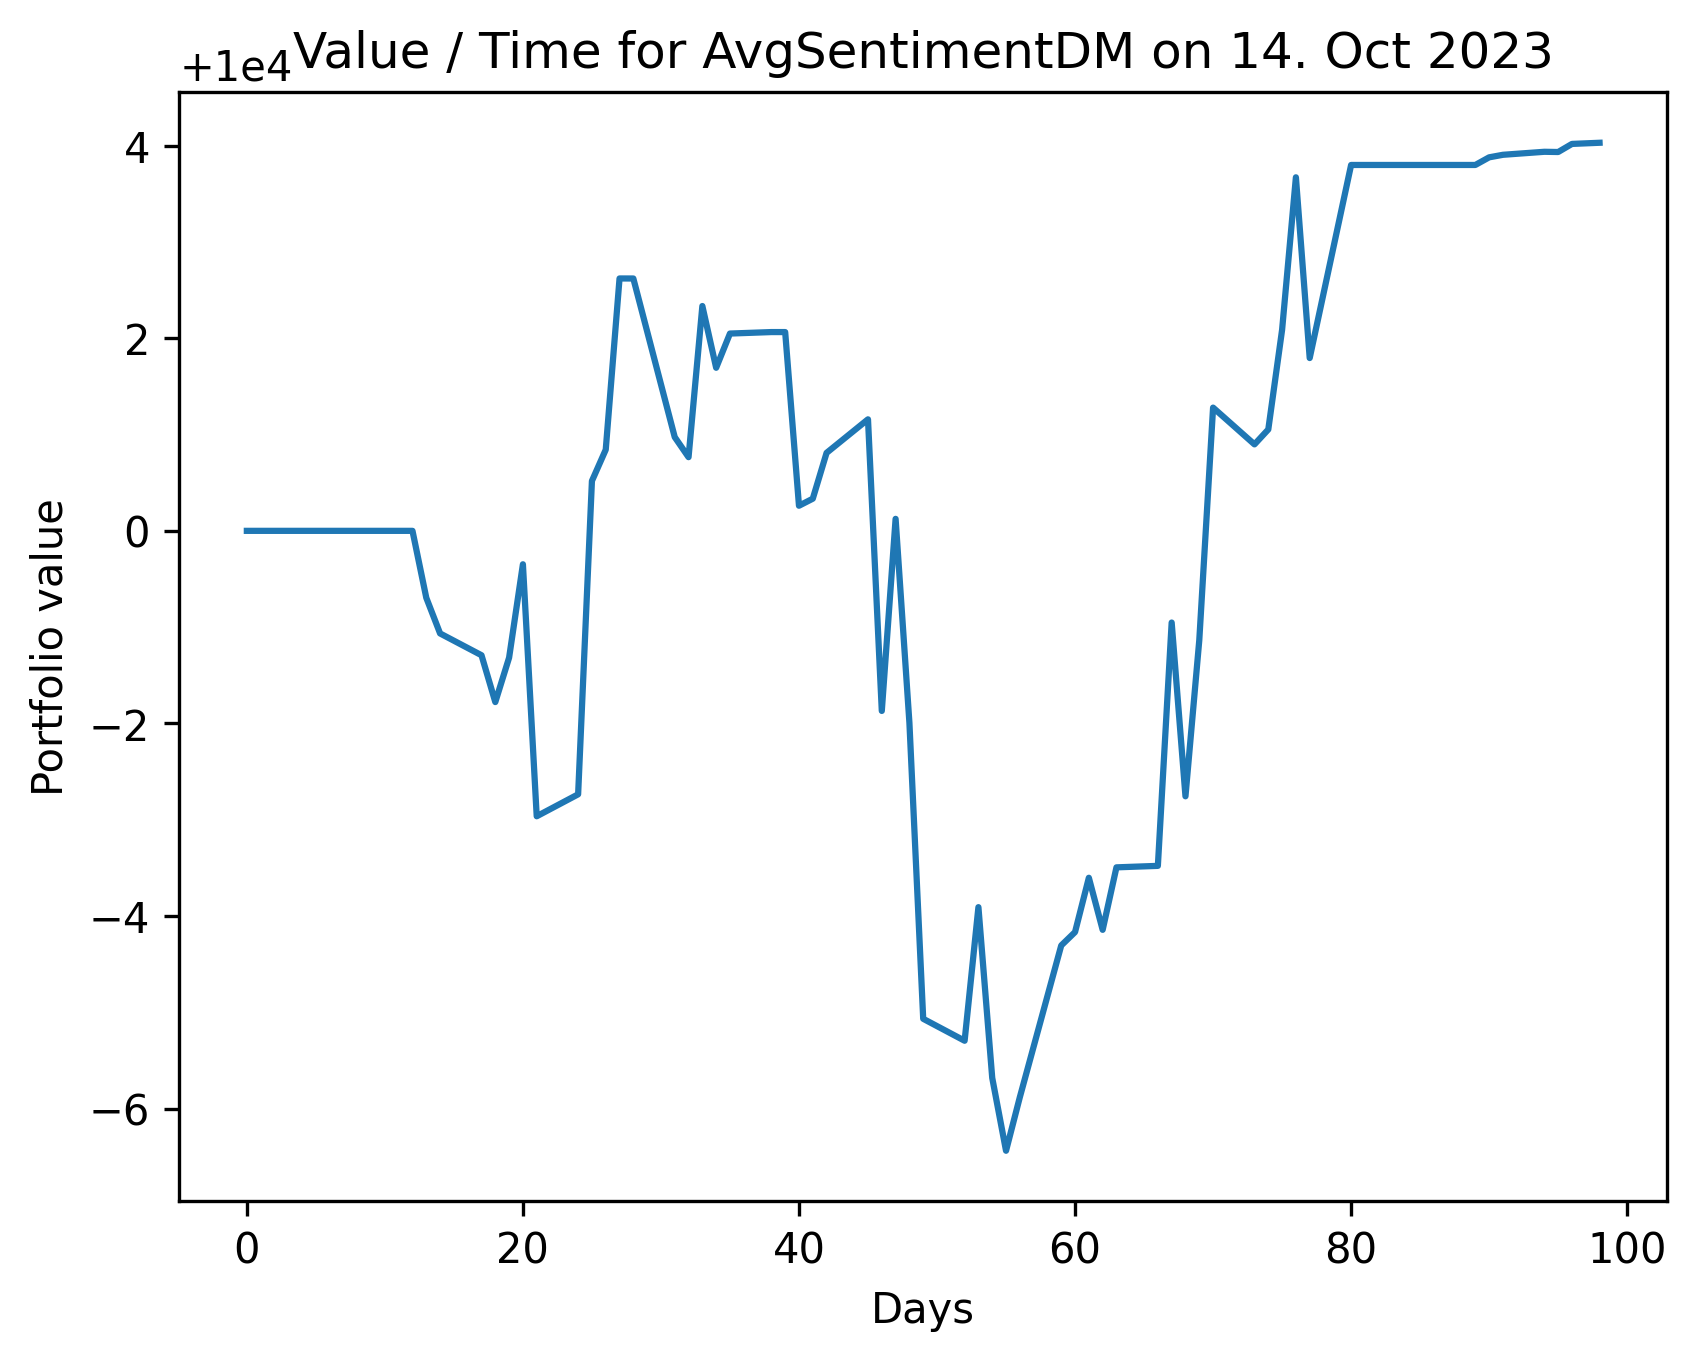 Value / Time for AvgSentimentDM on 14. Oct 2023
+1e4
4
2
0
−2
−4
−6
Portfolio value
0 20 40 60 80 100
Days